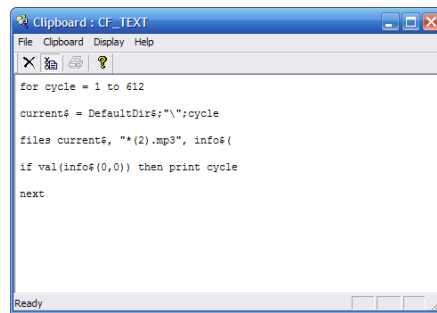 Clipboard : CF_TEXT
File Clipboard Display Help
for cycle = 1 to 612
current$ = DefaultDir$;"\";cycle
files current$, "*(2).mp3", info$(
if val(info$(0,0)) then print cycle
next
Ready